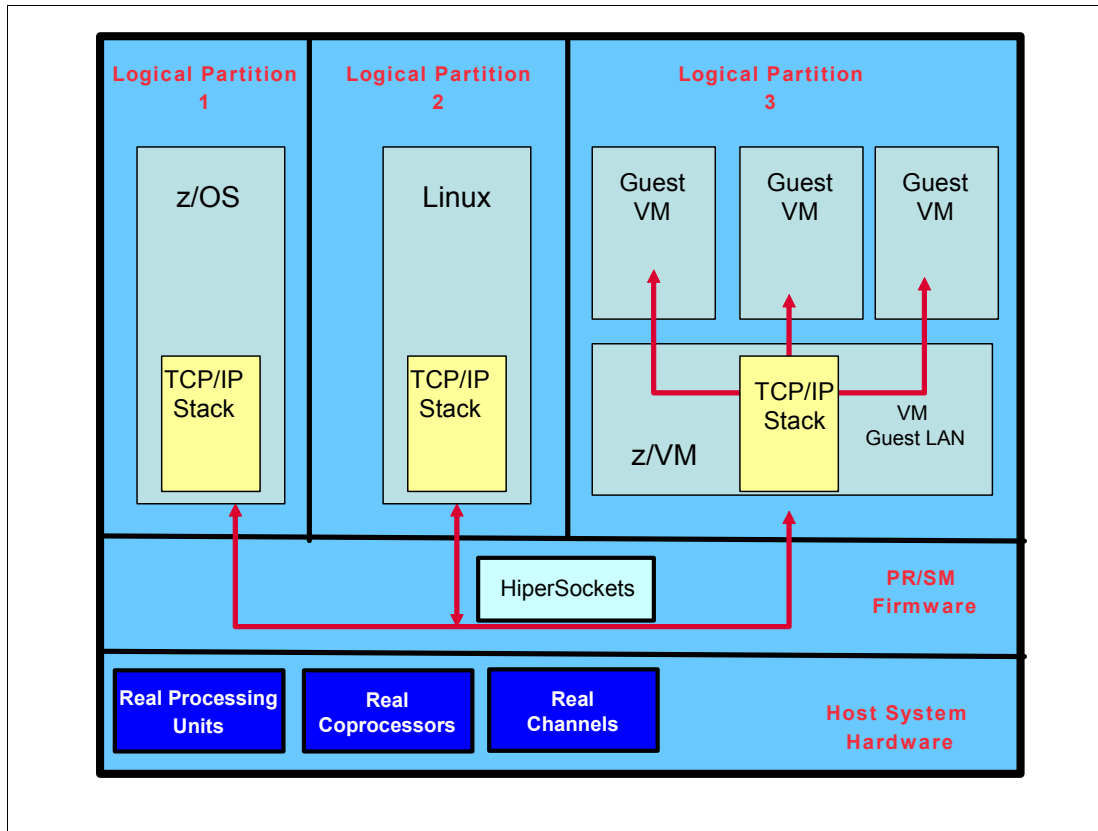 Logical Partition
1
Logical Partition
2
Logical Partition
3
z/OS
Linux
Guest
VM
Guest
VM
Guest
VM
TCP/IP
Stack
TCP/IP
Stack
TCP/IP
Stack
z/VM
VM
Guest LAN
HiperSockets
PR/SM
Firmware
Real Processing
Units
Real
Coprocessors
Real
Channels
Host System
Hardware